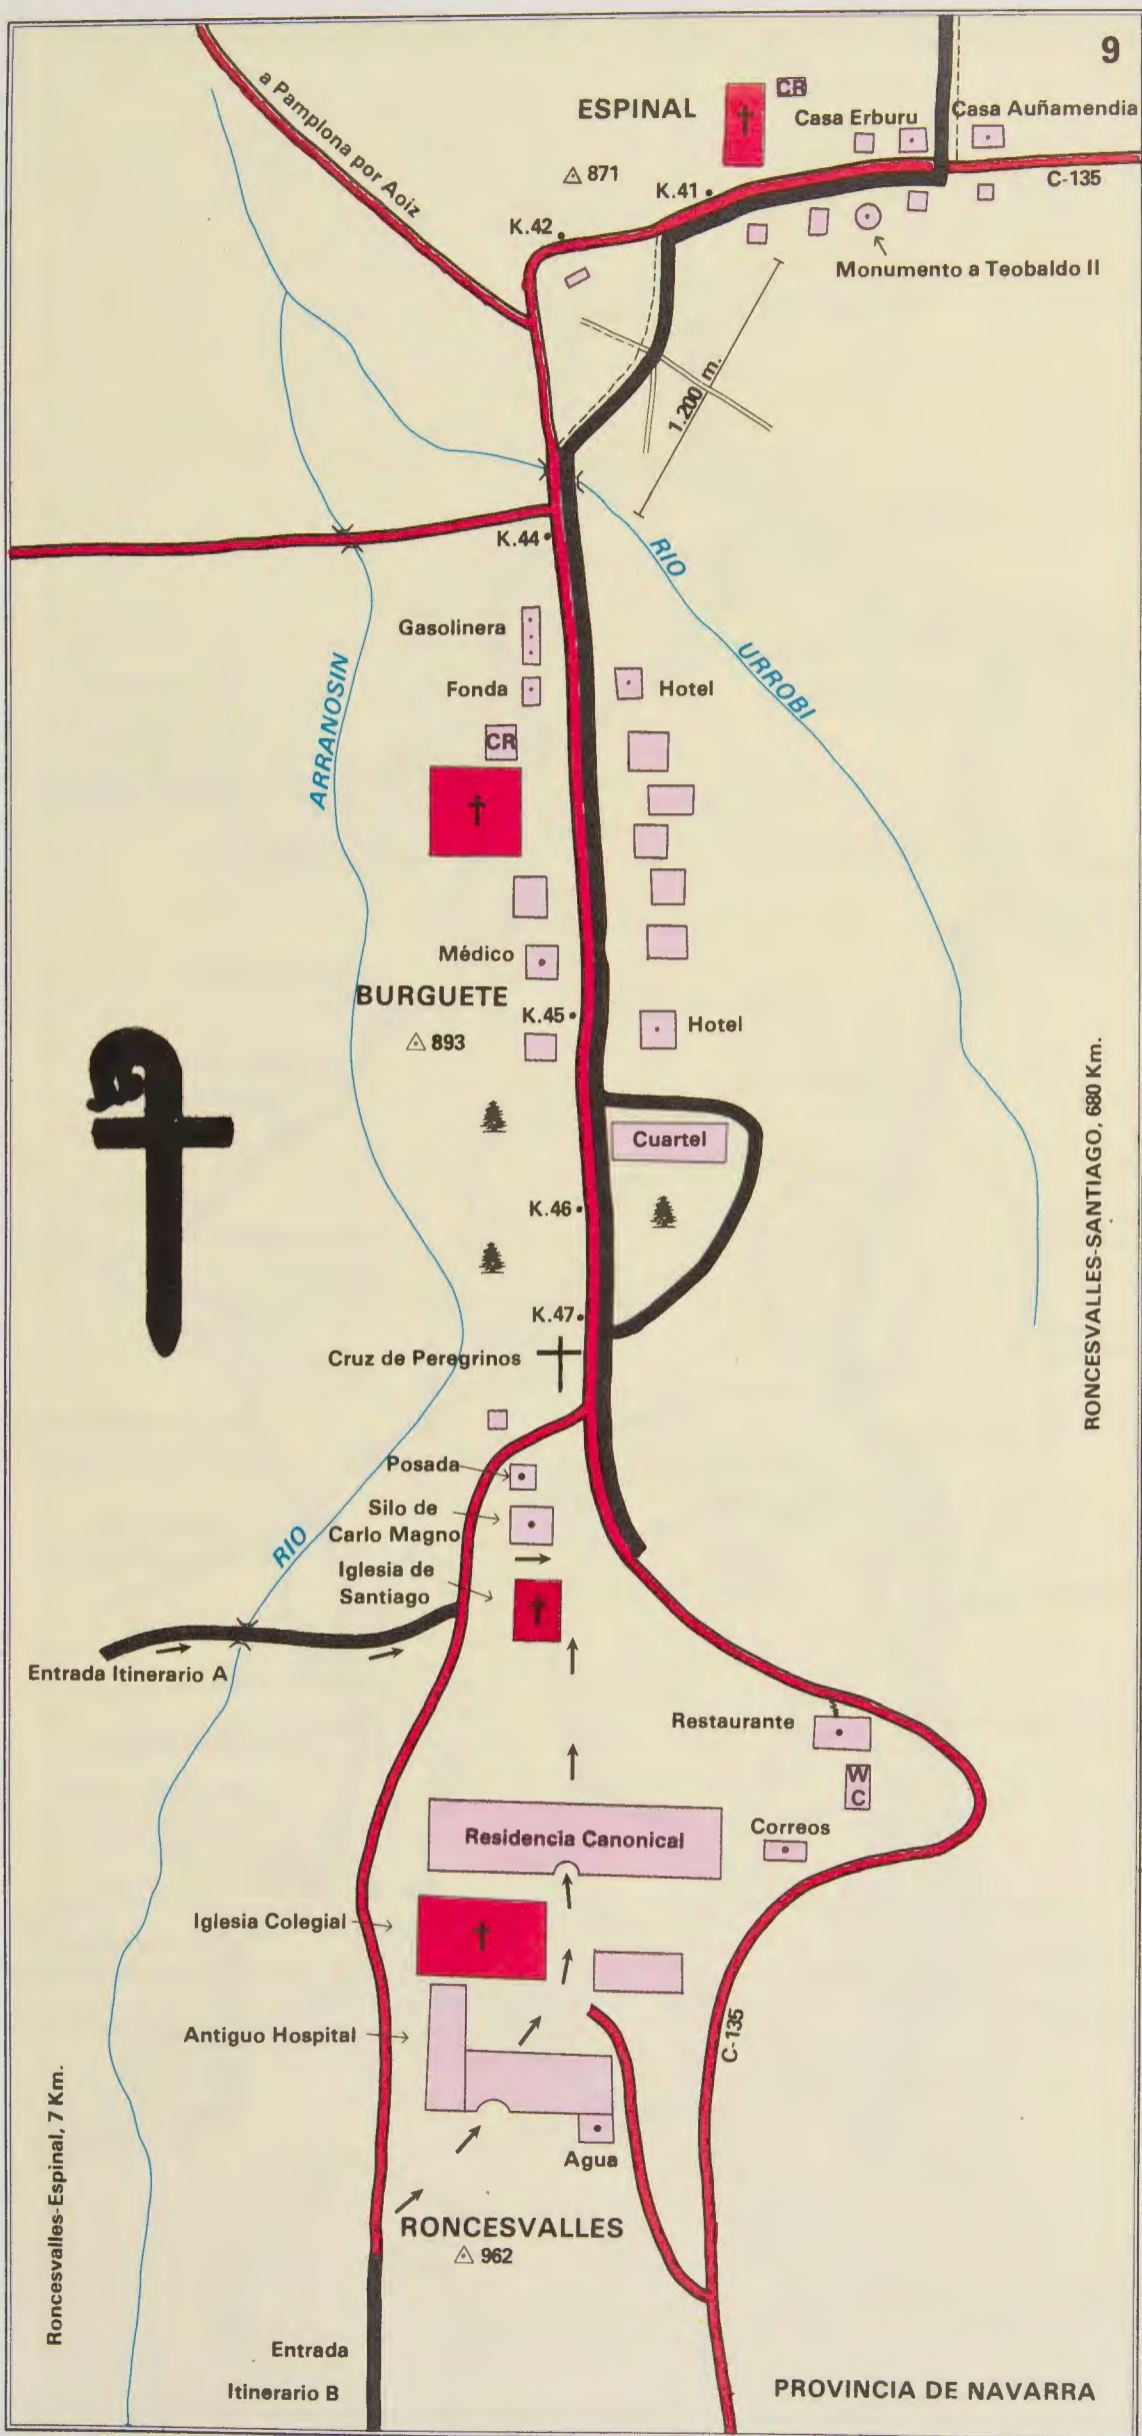 9
a Pamplona por Aoiz
ESPINAL
CR
Casa Erburu
Casa Auñamendia
871
K.41
C-135
K.42
Monumento a Teobaldo II
1.200 m.
K.44
RIO
URROBI
Gasolinera
Fonda
Hotel
CR
ARRANOSIN
Médico
BURGUETE
K.45
Hotel
893
Cuartel
K.46
K.47
Cruz de Peregrinos
RONCESVALLES-SANTIAGO, 680 Km.
Posada
Silo de
Carlo Magno
RIO
Iglesia de
Santiago
Entrada Itinerario A
Restaurante
W
C
Residencia Canonical
Correos
Iglesia Colegial
Antiguo Hospital
C-135
Agua
Roncesvalles-Espinal, 7 Km.
RONCESVALLES
962
Entrada
Itinerario B
PROVINCIA DE NAVARRA